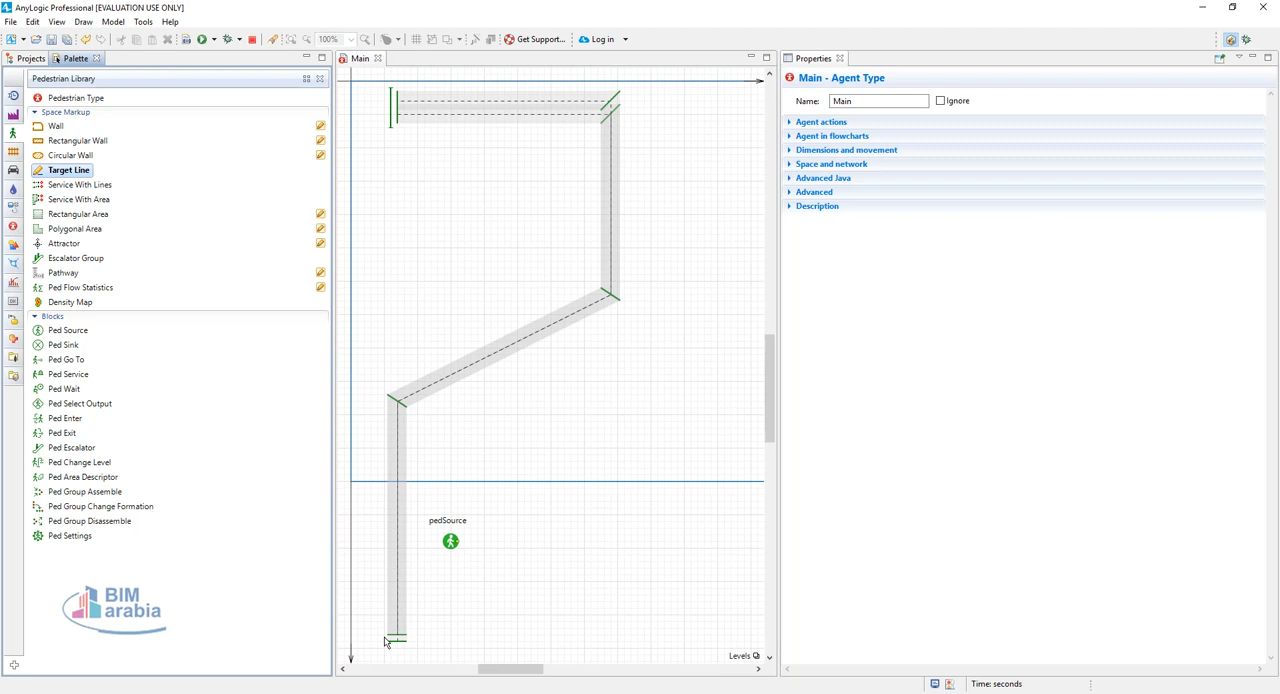 AnyLogic Professional [EVALUATION USE ONLY]
File Edit View Draw Model Tools Help
100% Get Support... Log in
Projects Palette
Main
Properties
Pedestrian Library
Pedestrian Type
Space Markup
Wall
Rectangular Wall
Circular Wall
Target Line
Service With Lines
Service With Area
Rectangular Area
Polygonal Area
Attractor
Escalator Group
Pathway
Ped Flow Statistics
Density Map
Blocks
Ped Source
Ped Sink
Ped Go To
Ped Service
Ped Wait
Ped Select Output
Ped Enter
Ped Exit
Ped Escalator
Ped Change Level
Ped Area Descriptor
Ped Group Assemble
Ped Group Change Formation
Ped Group Disassemble
Ped Settings
BIM
arabia
pedSource
Levels
Main - Agent Type
Name: Main Ignore
Agent actions
Agent in flowcharts
Dimensions and movement
Space and network
Advanced Java
Advanced
Description
Time: seconds